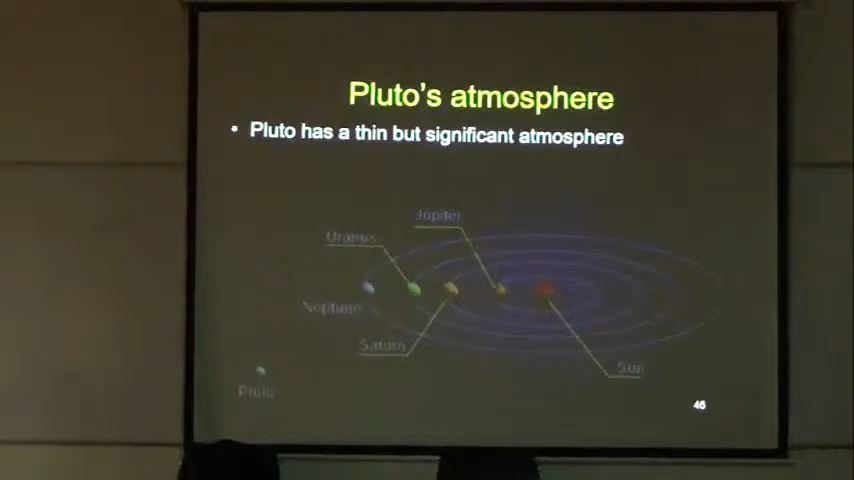 Pluto's atmosphere
• Pluto has a thin but significant atmosphere
Jupiter
Uranus
Neptune
Saturn
Sun
Pluto
46